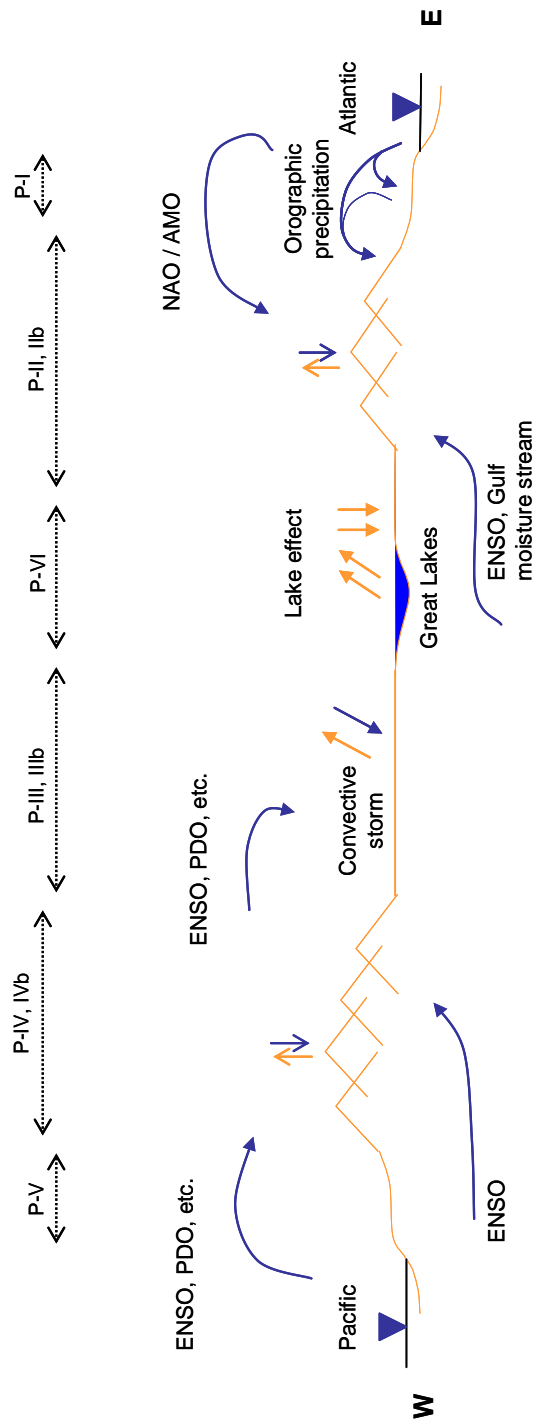 P-V
P-IV, IVb
P-III, IIIb
P-VI
P-II, IIb
P-I
ENSO, PDO, etc.
ENSO, PDO, etc.
NAO / AMO
Lake effect
Orographic
precipitation
Pacific
Convective
storm
Atlantic
Great Lakes
W
E
ENSO
ENSO, Gulf
moisture stream